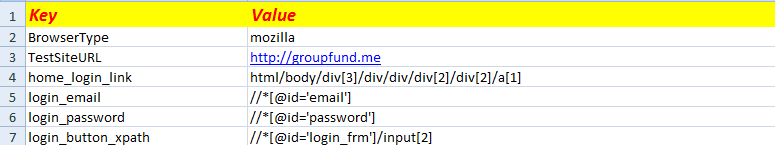 1 Key Value
2 BrowserType mozilla
3 TestSiteURL http://groupfund.me
4 home_login_link html/body/div[3]/div/div/div[2]/div[2]/a[1]
5 login_email //*[@id='email']
6 login_password //*[@id='password']
7 login_button_xpath //*[@id='login_frm']/input[2]